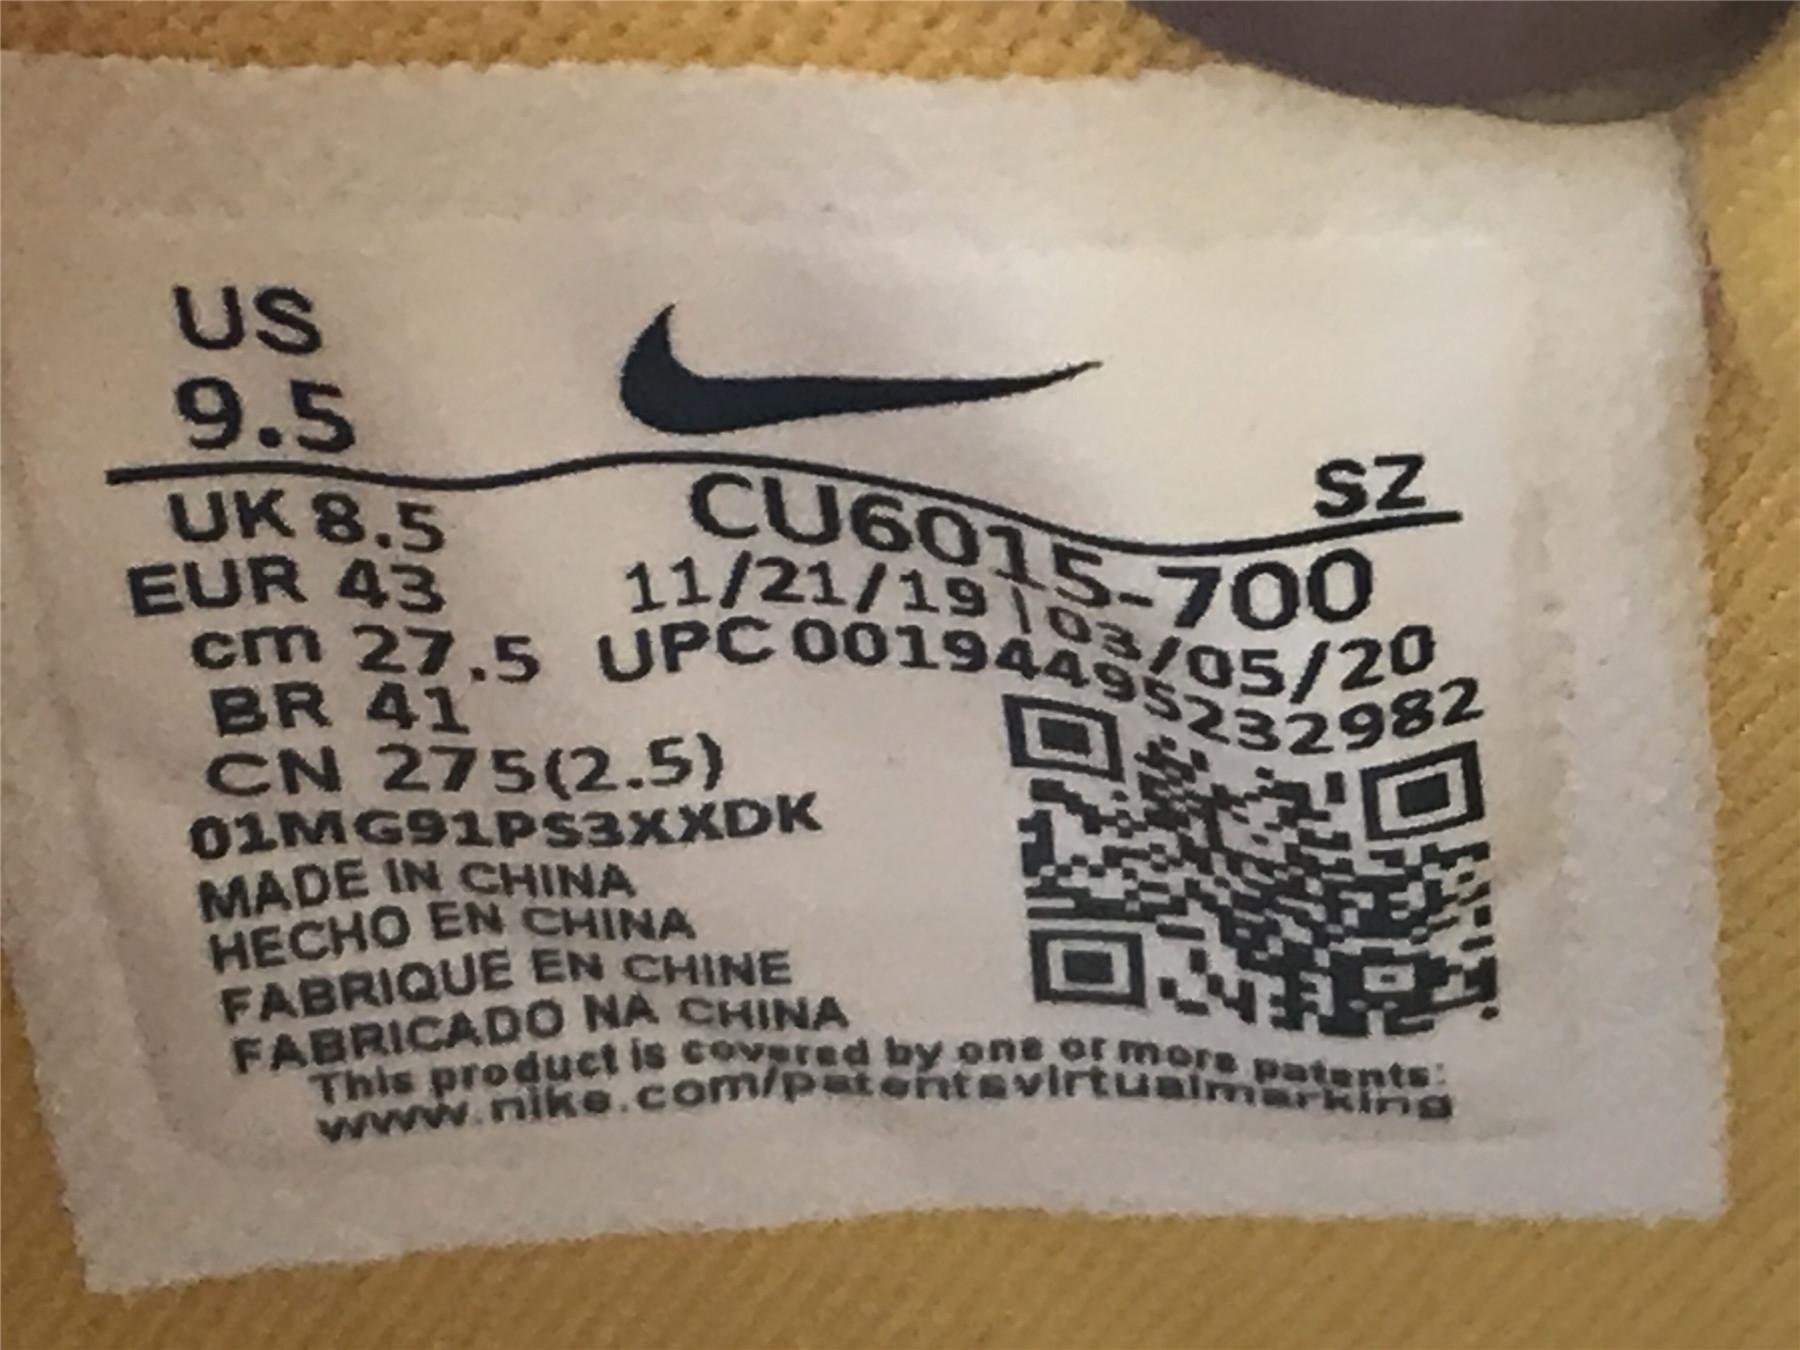 US
9.5
SZ
UK 8.5
CU6015-700
EUR 43
11/21/19 | 03/05/20
cm 27.5
UPC 00194495232982
BR 41
CN 275(2.5)
01MG91PS3XXDK
MADE IN CHINA
HECHO EN CHINA
FABRIQUE EN CHINE
FABRICADO NA CHINA
This product is covered by one or more patents:
www.nike.com/patentsvirtualmarking